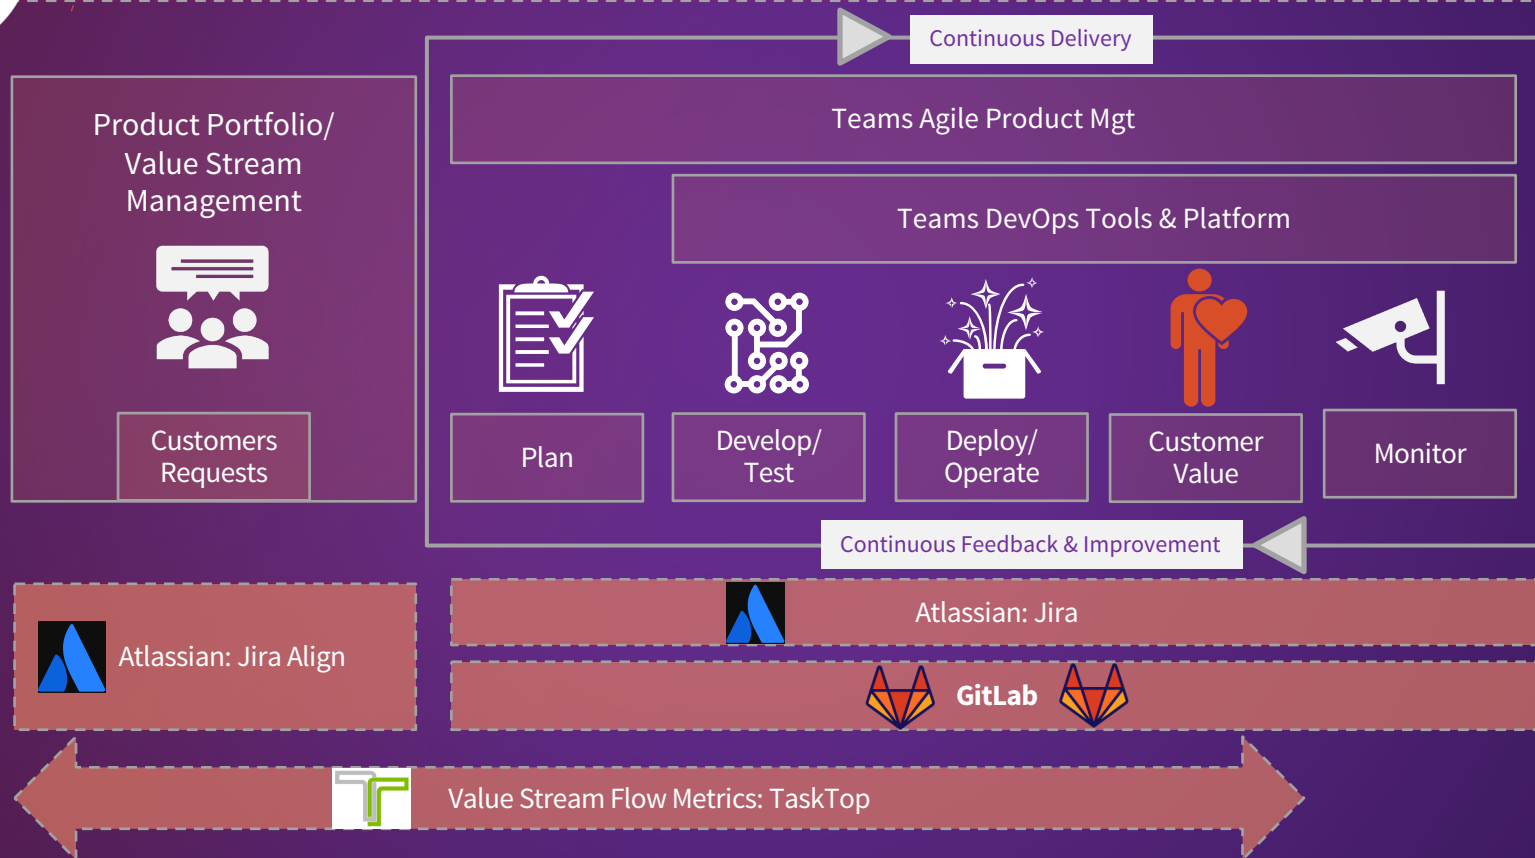 Continuous Delivery
Product Portfolio/
Value Stream
Management
Teams Agile Product Mgt
Teams DevOps Tools & Platform
Customers
Requests
Plan
Develop/
Test
Deploy/
Operate
Customer
Value
Monitor
Continuous Feedback & Improvement
Atlassian: Jira Align
Atlassian: Jira
GitLab
Value Stream Flow Metrics: TaskTop